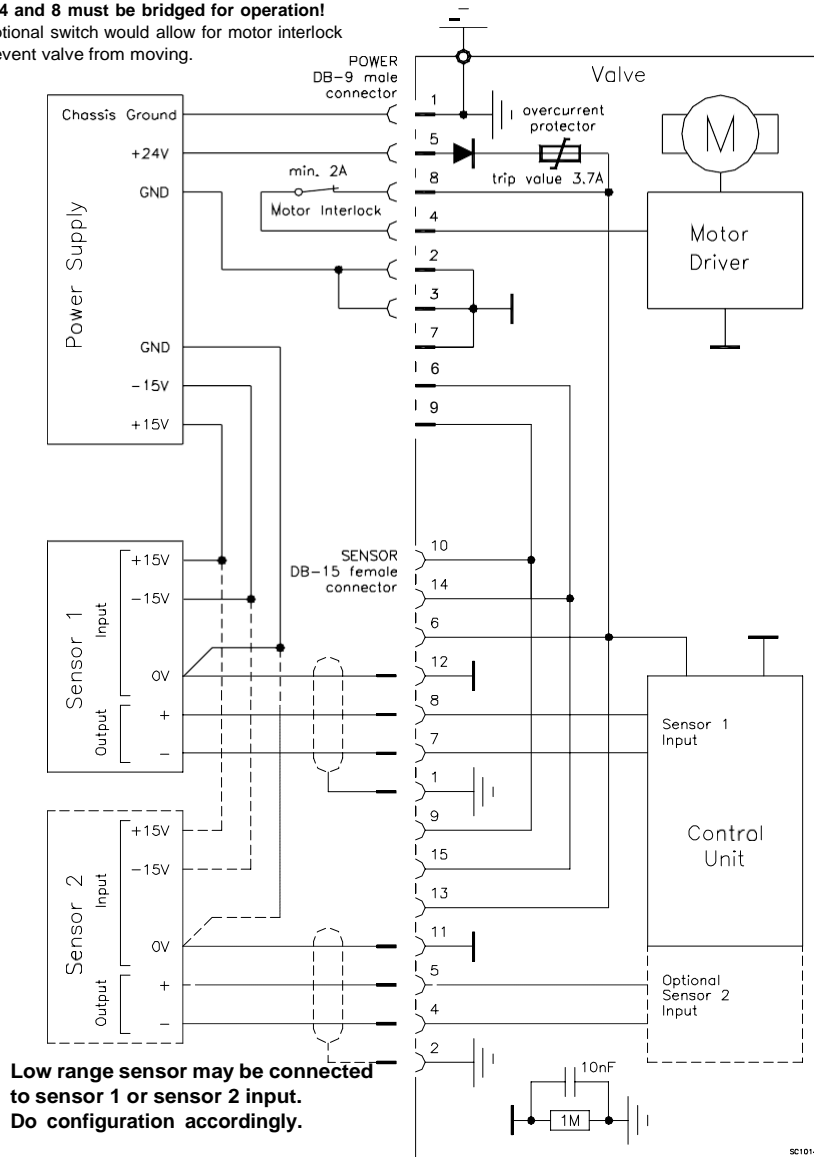 4 and 8 must be bridged for operation!
otional switch would allow for motor interlock
event valve from moving.
POWER
DB-9 male
connector
Valve
Chassis Ground
1
overcurrent
protector
M
+24V
5
min. 2A
8
trip value 3.7A
GND
Motor Interlock
4
Motor
Driver
Power Supply
2
3
7
GND
6
-15V
9
+15V
SENSOR
DB-15 female
connector
10
+15V
14
-15V
Input
Sensor 1
6
12
0V
8
Sensor 1
Input
+
Output
7
-
1
9
Control
Unit
+15V
15
-15V
Input
Sensor 2
13
11
0V
5
Optional
Sensor 2
Input
+
Output
4
-
2
Low range sensor may be connected
to sensor 1 or sensor 2 input.
Do configuration accordingly.
10nF
1M